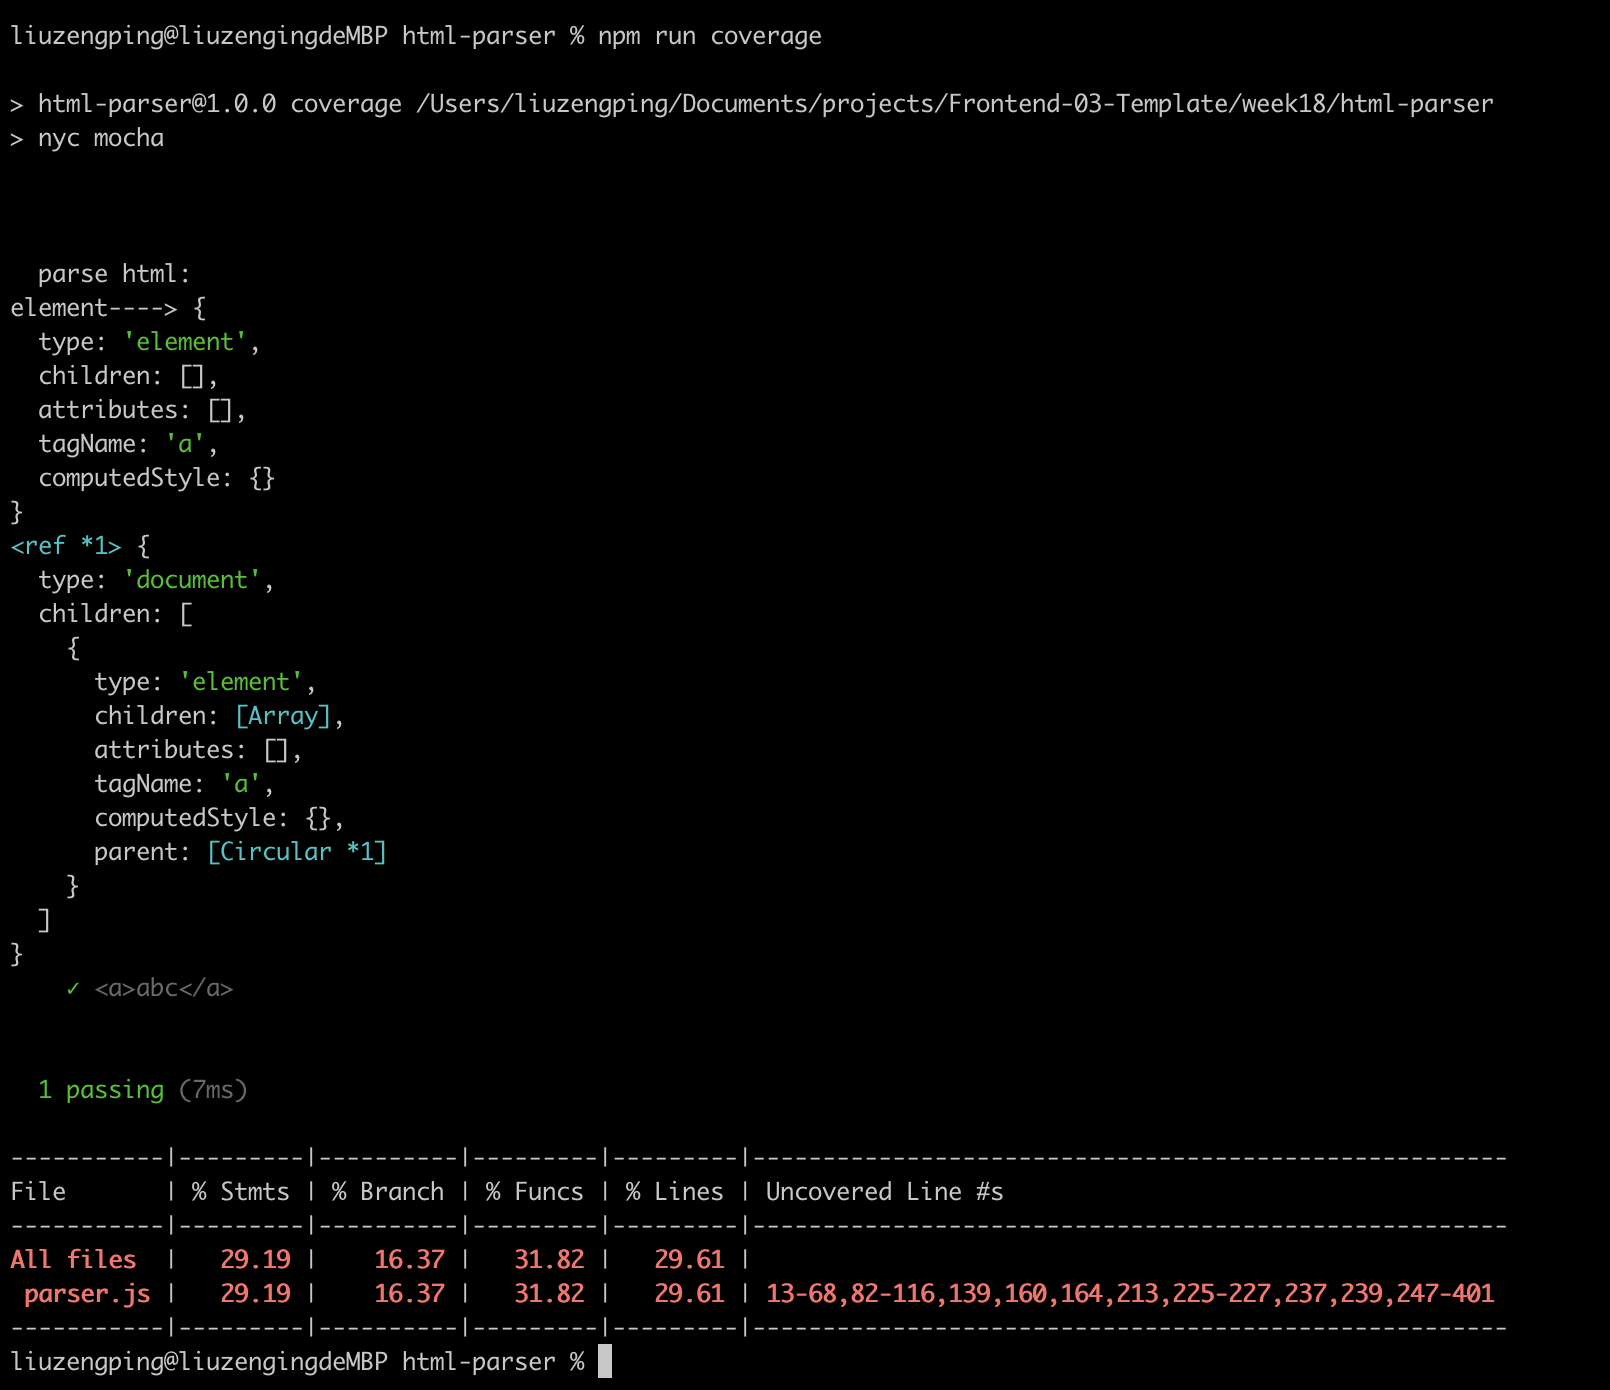 liuzengping@liuzengingdeMBP html-parser % npm run coverage
> html-parser@1.0.0 coverage /Users/liuzengping/Documents/projects/Frontend-03-Template/week18/html-parser
> nyc mocha
  parse html:
element----> {
  type: 'element',
  children: [],
  attributes: [],
  tagName: 'a',
  computedStyle: {}
}
<ref *1> {
  type: 'document',
  children: [
    {
      type: 'element',
      children: [Array],
      attributes: [],
      tagName: 'a',
      computedStyle: {},
      parent: [Circular *1]
    }
  ]
}
    ✓ <a>abc</a>
  1 passing (7ms)
-----------|---------|----------|---------|---------|------------------------------------------------------
File       | % Stmts | % Branch | % Funcs | % Lines | Uncovered Line #s
-----------|---------|----------|---------|---------|------------------------------------------------------
All files  |   29.19 |    16.37 |   31.82 |   29.61 |
 parser.js |   29.19 |    16.37 |   31.82 |   29.61 | 13-68,82-116,139,160,164,213,225-227,237,239,247-401
-----------|---------|----------|---------|---------|------------------------------------------------------
liuzengping@liuzengingdeMBP html-parser %